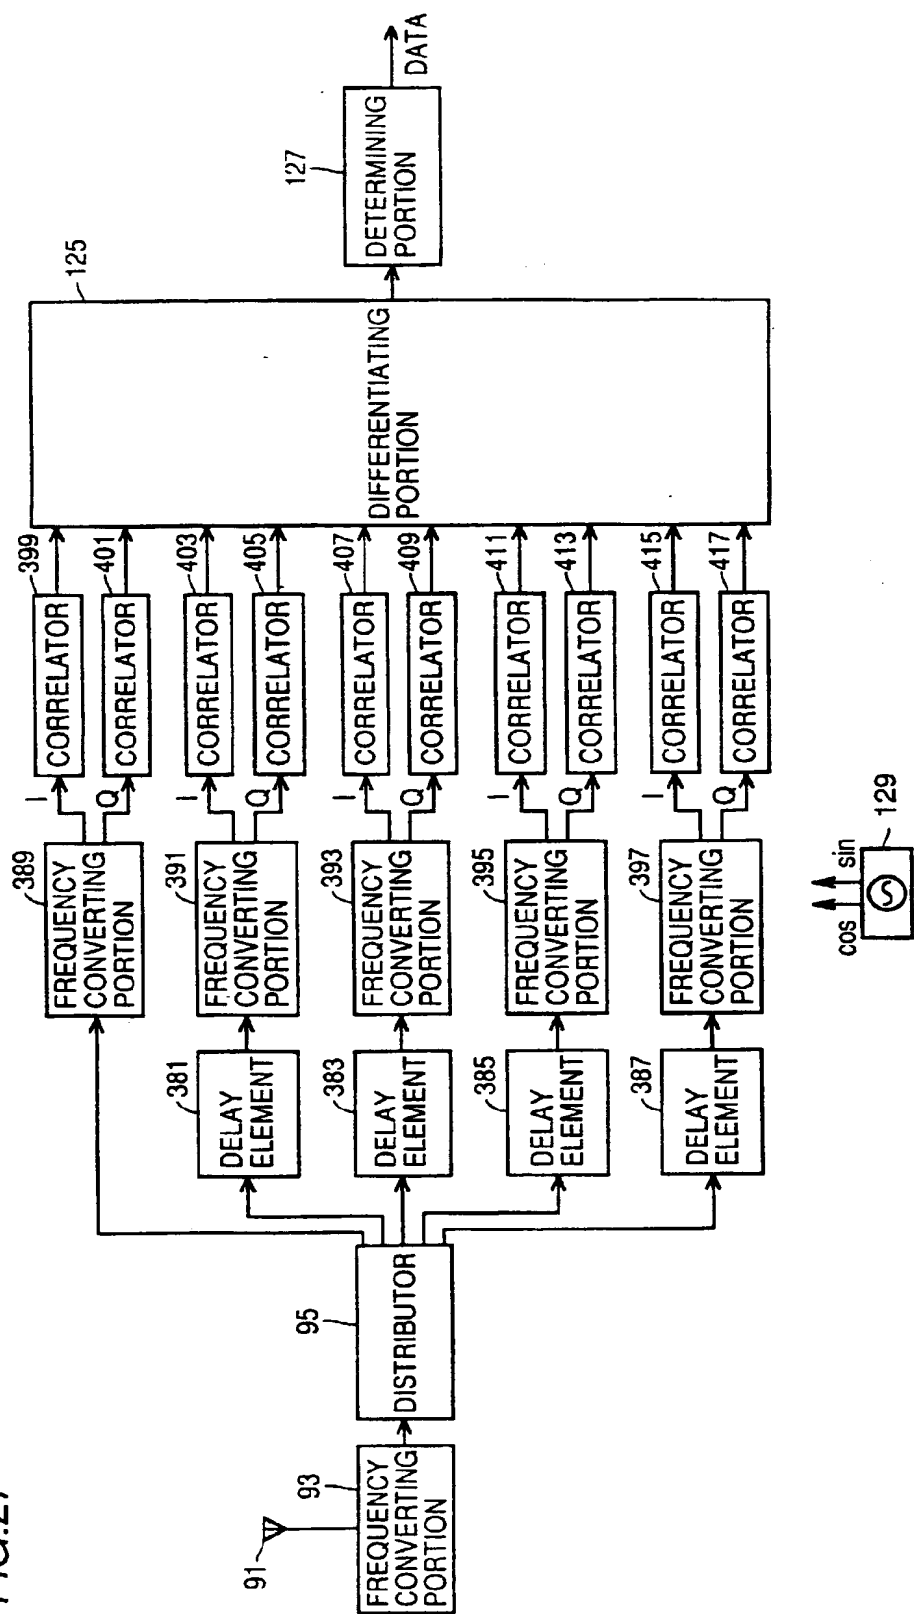 FIG.27
91
93
FREQUENCY
CONVERTING
PORTION
95
DISTRIBUTOR
381
DELAY
ELEMENT
383
DELAY
ELEMENT
385
DELAY
ELEMENT
387
DELAY
ELEMENT
389
FREQUENCY
CONVERTING
PORTION
391
FREQUENCY
CONVERTING
PORTION
393
FREQUENCY
CONVERTING
PORTION
395
FREQUENCY
CONVERTING
PORTION
397
FREQUENCY
CONVERTING
PORTION
I
Q
I
Q
I
Q
I
Q
I
Q
399
CORRELATOR
401
CORRELATOR
403
CORRELATOR
405
CORRELATOR
407
CORRELATOR
409
CORRELATOR
411
CORRELATOR
413
CORRELATOR
415
CORRELATOR
417
CORRELATOR
125
DIFFERENTIATING
PORTION
127
DETERMINING
PORTION
DATA
cos
sin
129